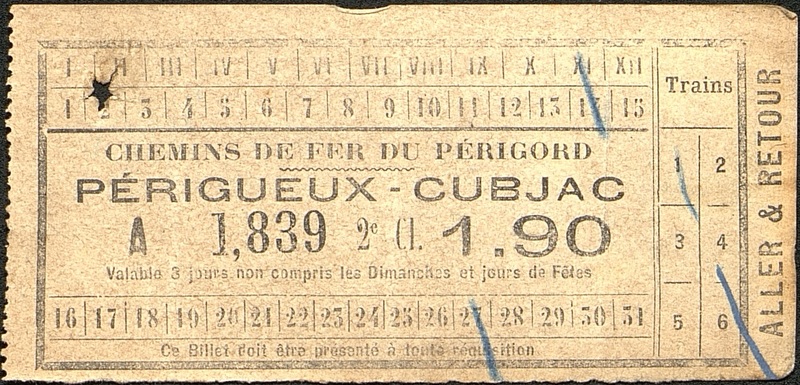 I II III IV V VI VII VIII IX X XI XII
1 2 3 4 5 6 7 8 9 10 11 12 13 14 15
CHEMINS DE FER DU PÉRIGORD
PÉRIGUEUX - CUBJAC
A 1,839 2e Cl. 1.90
Valable 3 jours non compris les Dimanches et jours de Fêtes
16 17 18 19 20 21 22 23 24 25 26 27 28 29 30 31
Ce Billet doit être présenté à toute réquisition
Trains
1 2
3 4
5 6
ALLER & RETOUR